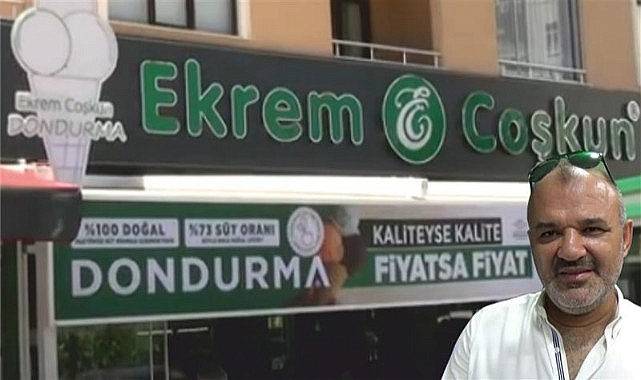 Ekrem Coşkun
DONDURMA
Ekrem Coşkun
%100 DOĞAL
%73 SÜT ORANI
DONDURMA
KALİTEYSE KALİTE
FİYATSA FİYAT